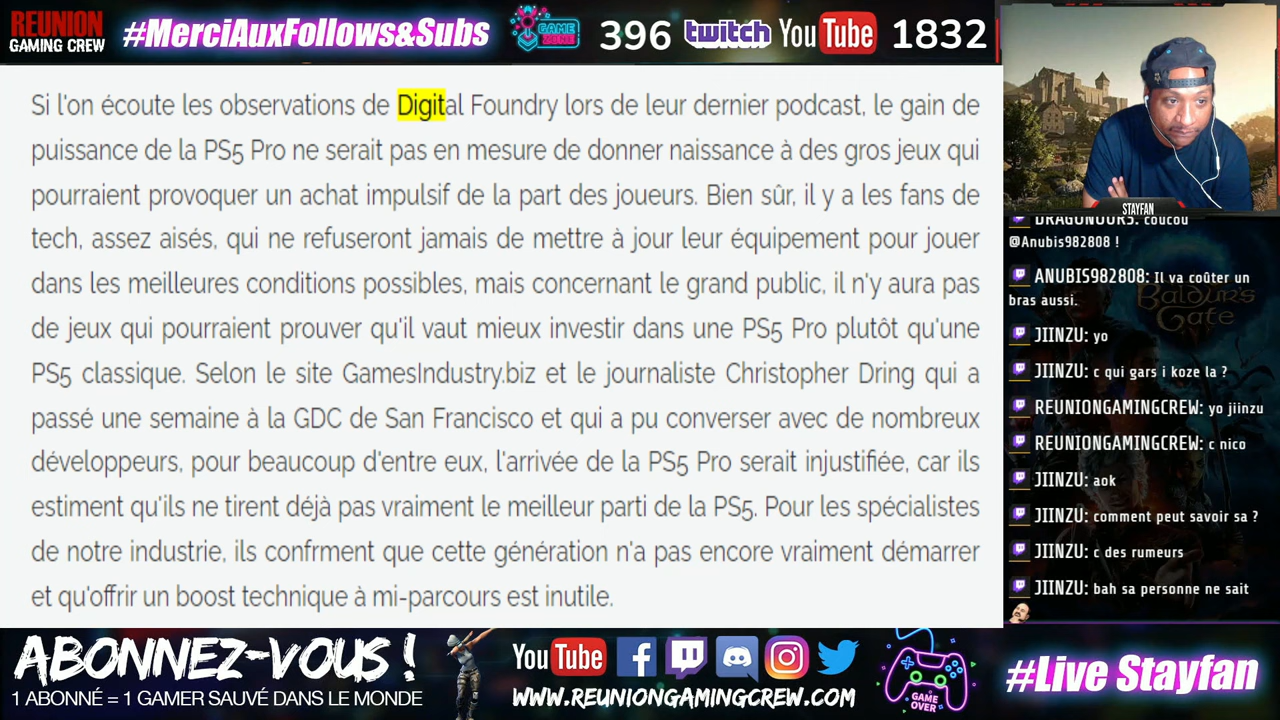 REUNION
GAMING CREW
#MerciAuxFollows&Subs
GAME
ZONE
396
twitch
YouTube
1832
Si l'on écoute les observations de Digital Foundry lors de leur dernier podcast, le gain de
puissance de la PS5 Pro ne serait pas en mesure de donner naissance à des gros jeux qui
pourraient provoquer un achat impulsif de la part des joueurs. Bien sûr, il y a les fans de
tech, assez aisés, qui ne refuseront jamais de mettre à jour leur équipement pour jouer
dans les meilleures conditions possibles, mais concernant le grand public, il n'y aura pas
de jeux qui pourraient prouver qu'il vaut mieux investir dans une PS5 Pro plutôt qu'une
PS5 classique. Selon le site GamesIndustry.biz et le journaliste Christopher Dring qui a
passé une semaine à la GDC de San Francisco et qui a pu converser avec de nombreux
développeurs, pour beaucoup d'entre eux, l'arrivée de la PS5 Pro serait injustifiée, car ils
estiment qu'ils ne tirent déjà pas vraiment le meilleur parti de la PS5. Pour les spécialistes
de notre industrie, ils confrment que cette génération n'a pas encore vraiment démarrer
et qu'offrir un boost technique à mi-parcours est inutile.
STAYFAN
coucou
@Anubis982808 !
ANUBIS982808: Il va coûter un
bras aussi.
Baldur's
Gate
JIINZU: yo
JIINZU: c qui gars i koze la ?
REUNIONGAMINGCREW: yo jiinzu
REUNIONGAMINGCREW: c nico
JIINZU: aok
JIINZU: comment peut savoir sa ?
JIINZU: c des rumeurs
JIINZU: bah sa personne ne sait
ABONNEZ-VOUS !
1 ABONNÉ = 1 GAMER SAUVÉ DANS LE MONDE
YouTube
WWW.REUNIONGAMINGCREW.COM
GAME
OVER
#Live Stayfan